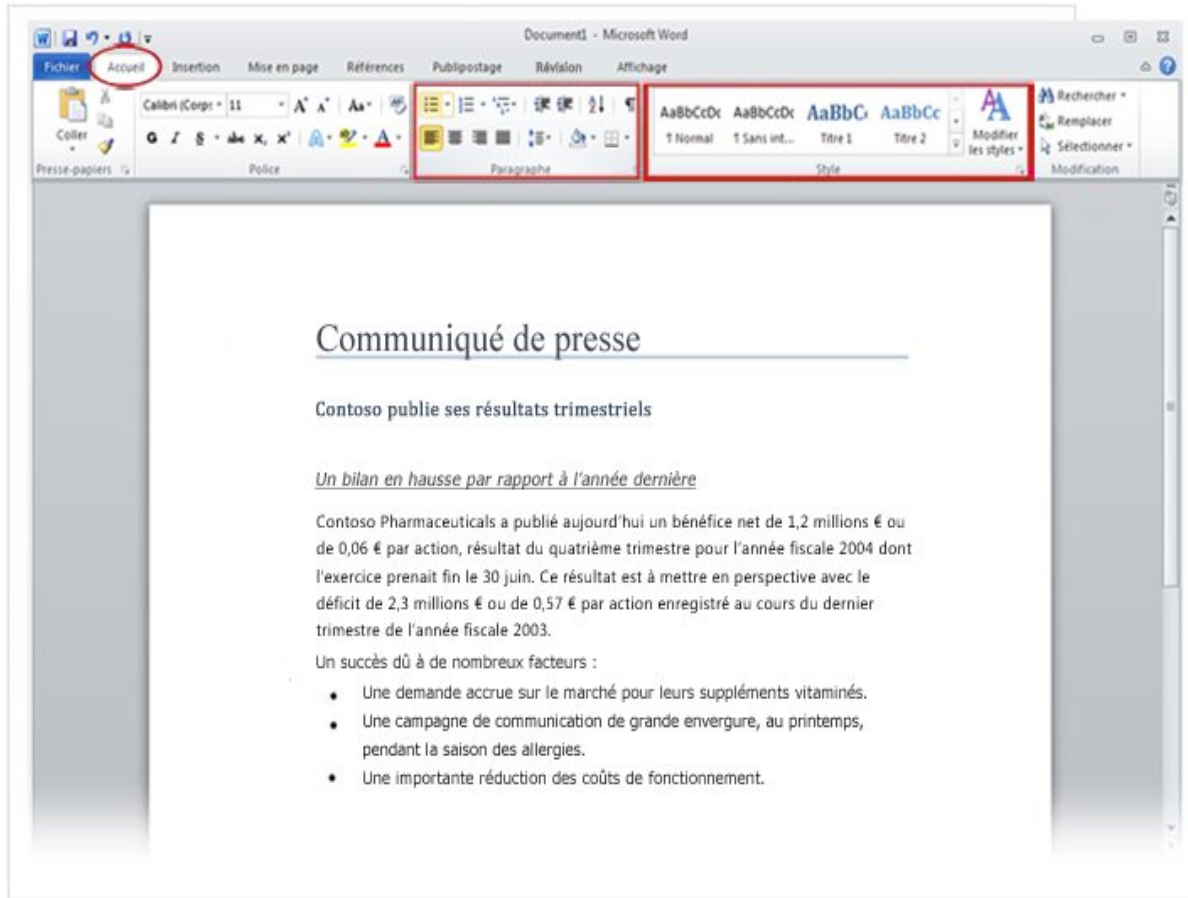 Document1 - Microsoft Word
Fichier Accueil Insertion Mise en page Références Publipostage Révision Affichage
Calibri (Corps 11 A A Aa
Coller
G I S abc x, x² A A
Presse-papiers Police Paragraphe
AaBbCcDc AaBbCcDc AaBbC AaBbCc
¶ Normal ¶ Sans int... Titre 1 Titre 2
Modifier
les styles
Style
Rechercher
Remplacer
Sélectionner
Modification
Communiqué de presse
Contoso publie ses résultats trimestriels
Un bilan en hausse par rapport à l'année dernière
Contoso Pharmaceuticals a publié aujourd'hui un bénéfice net de 1,2 millions € ou
de 0,06 € par action, résultat du quatrième trimestre pour l'année fiscale 2004 dont
l'exercice prenait fin le 30 juin. Ce résultat est à mettre en perspective avec le
déficit de 2,3 millions € ou de 0,57 € par action enregistré au cours du dernier
trimestre de l'année fiscale 2003.
Un succès dû à de nombreux facteurs :
• Une demande accrue sur le marché pour leurs suppléments vitaminés.
• Une campagne de communication de grande envergure, au printemps,
pendant la saison des allergies.
• Une importante réduction des coûts de fonctionnement.